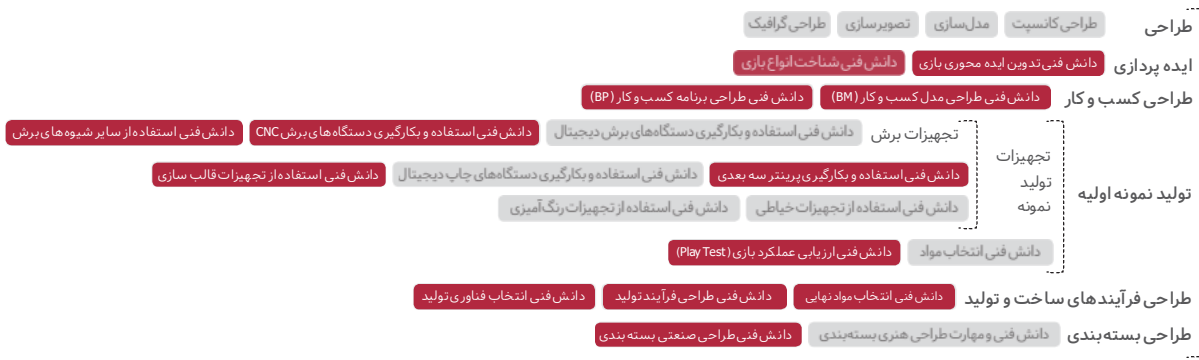 طراحی طراحی کانسپت مدل‌سازی تصویرسازی طراحی گرافیک
ایده پردازی دانش فنی تدوین ایده محوری بازی دانش فنی شناخت انواع بازی
طراحی کسب و کار دانش فنی طراحی مدل کسب و کار (BM) دانش فنی طراحی برنامه کسب و کار (BP)
تجهیزات برش دانش فنی استفاده و بکارگیری دستگاه‌های برش دیجیتال دانش فنی استفاده و بکارگیری دستگاه‌های برش CNC دانش فنی استفاده از سایر شیوه‌های برش
تجهیزات
تولید
نمونه
دانش فنی استفاده و بکارگیری پرینتر سه بعدی دانش فنی استفاده و بکارگیری دستگاه‌های چاپ دیجیتال دانش فنی استفاده از تجهیزات قالب سازی
تولید نمونه اولیه
دانش فنی استفاده از تجهیزات خیاطی دانش فنی استفاده از تجهیزات رنگ‌آمیزی
دانش فنی انتخاب مواد دانش فنی ارزیابی عملکرد بازی (Play Test)
طراحی فرآیندهای ساخت و تولید دانش فنی انتخاب مواد نهایی دانش فنی طراحی فرآیند تولید دانش فنی انتخاب فناوری تولید
طراحی بسته‌بندی دانش فنی و مهارت طراحی هنری بسته‌بندی دانش فنی طراحی صنعتی بسته بندی